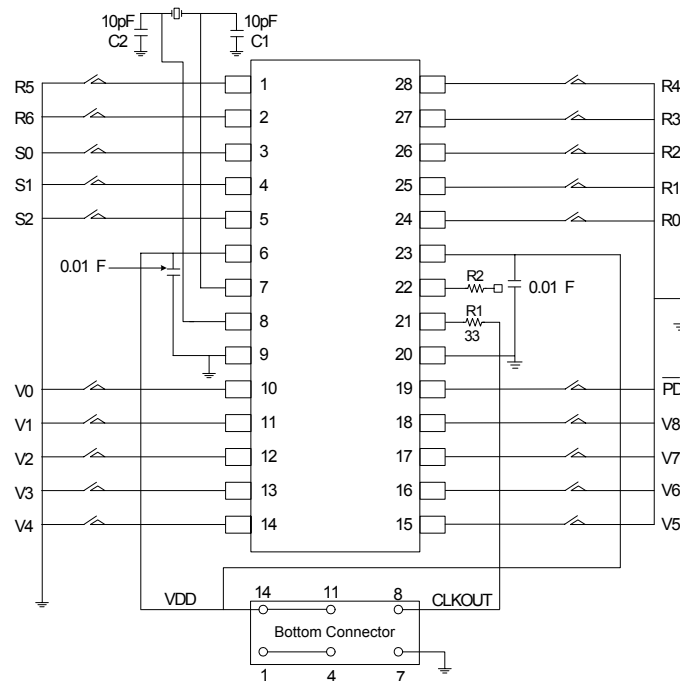 10pF
C2
10pF
C1
R5 1 28 R4
R6 2 27 R3
S0 3 26 R2
S1 4 25 R1
S2 5 24 R0
6 23
0.01 F
7 22 R2 0.01 F
8 21 R1
33
9 20
V0 10 19 PD
V1 11 18 V8
V2 12 17 V7
V3 13 16 V6
V4 14 15 V5
VDD 14 11 8 CLKOUT
Bottom Connector
1 4 7